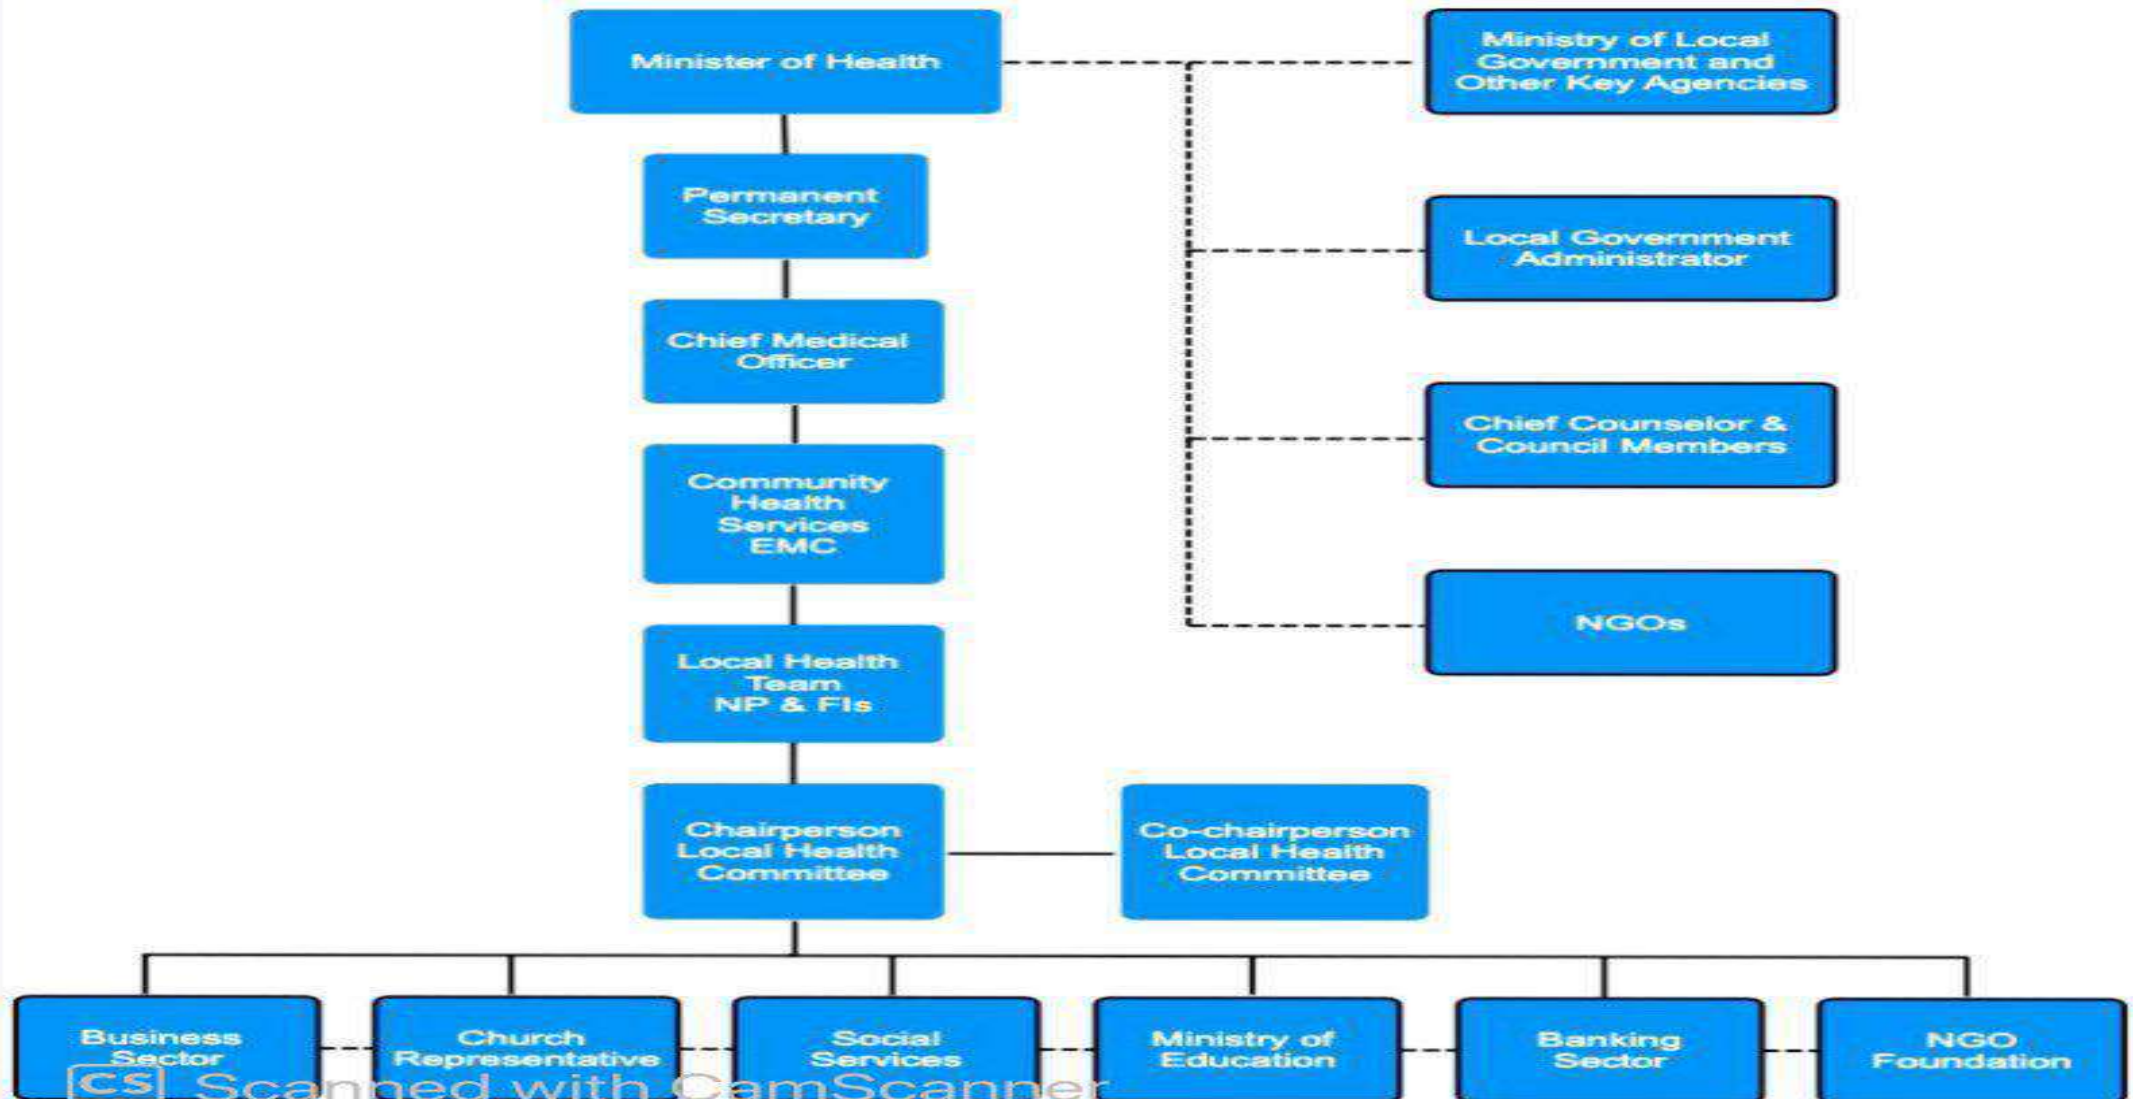 Minister of Health
Ministry of Local
Government and
Other Key Agencies
Permanent
Secretary
Local Government
Administrator
Chief Medical
Officer
Chief Counselor &
Council Members
Community
Health
Services
EMC
NGOs
Local Health
Team
NP & FIs
Chairperson
Local Health
Committee
Co-chairperson
Local Health
Committee
Business
Sector
Church
Representative
Social
Services
Ministry of
Education
Banking
Sector
NGO
Foundation
CS Scanned with CamScanner